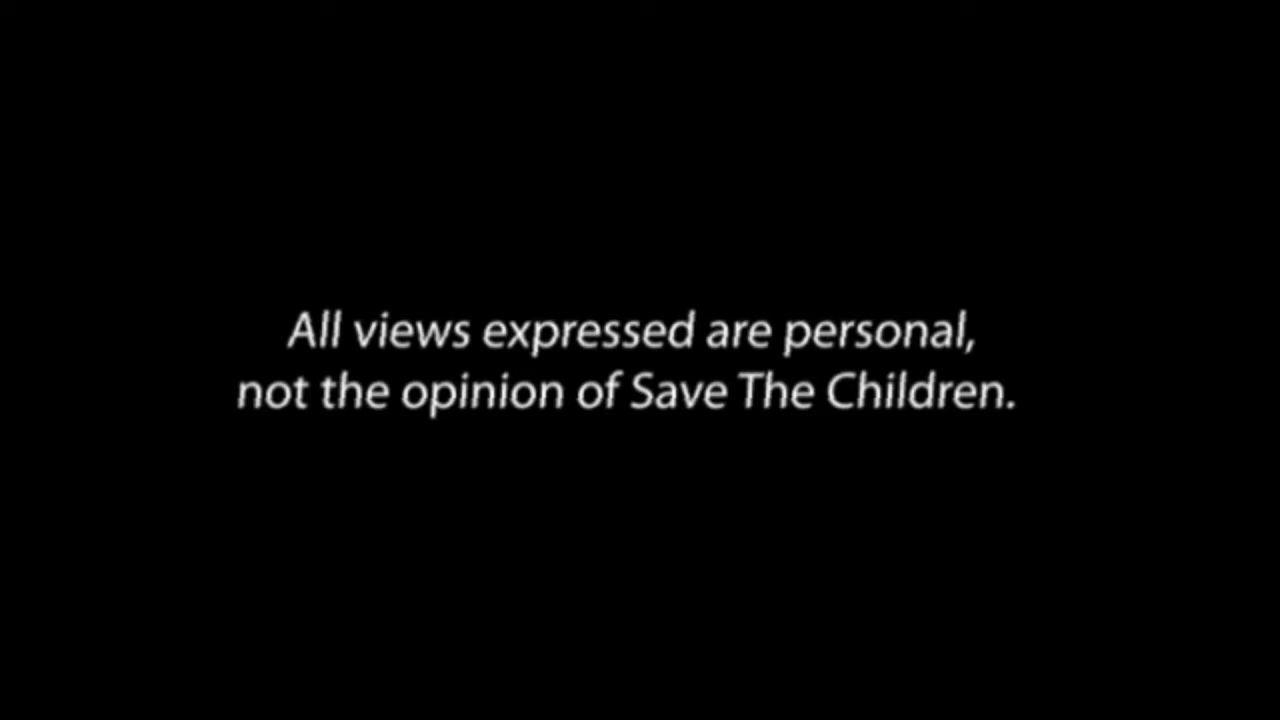 All views expressed are personal,
not the opinion of Save The Children.